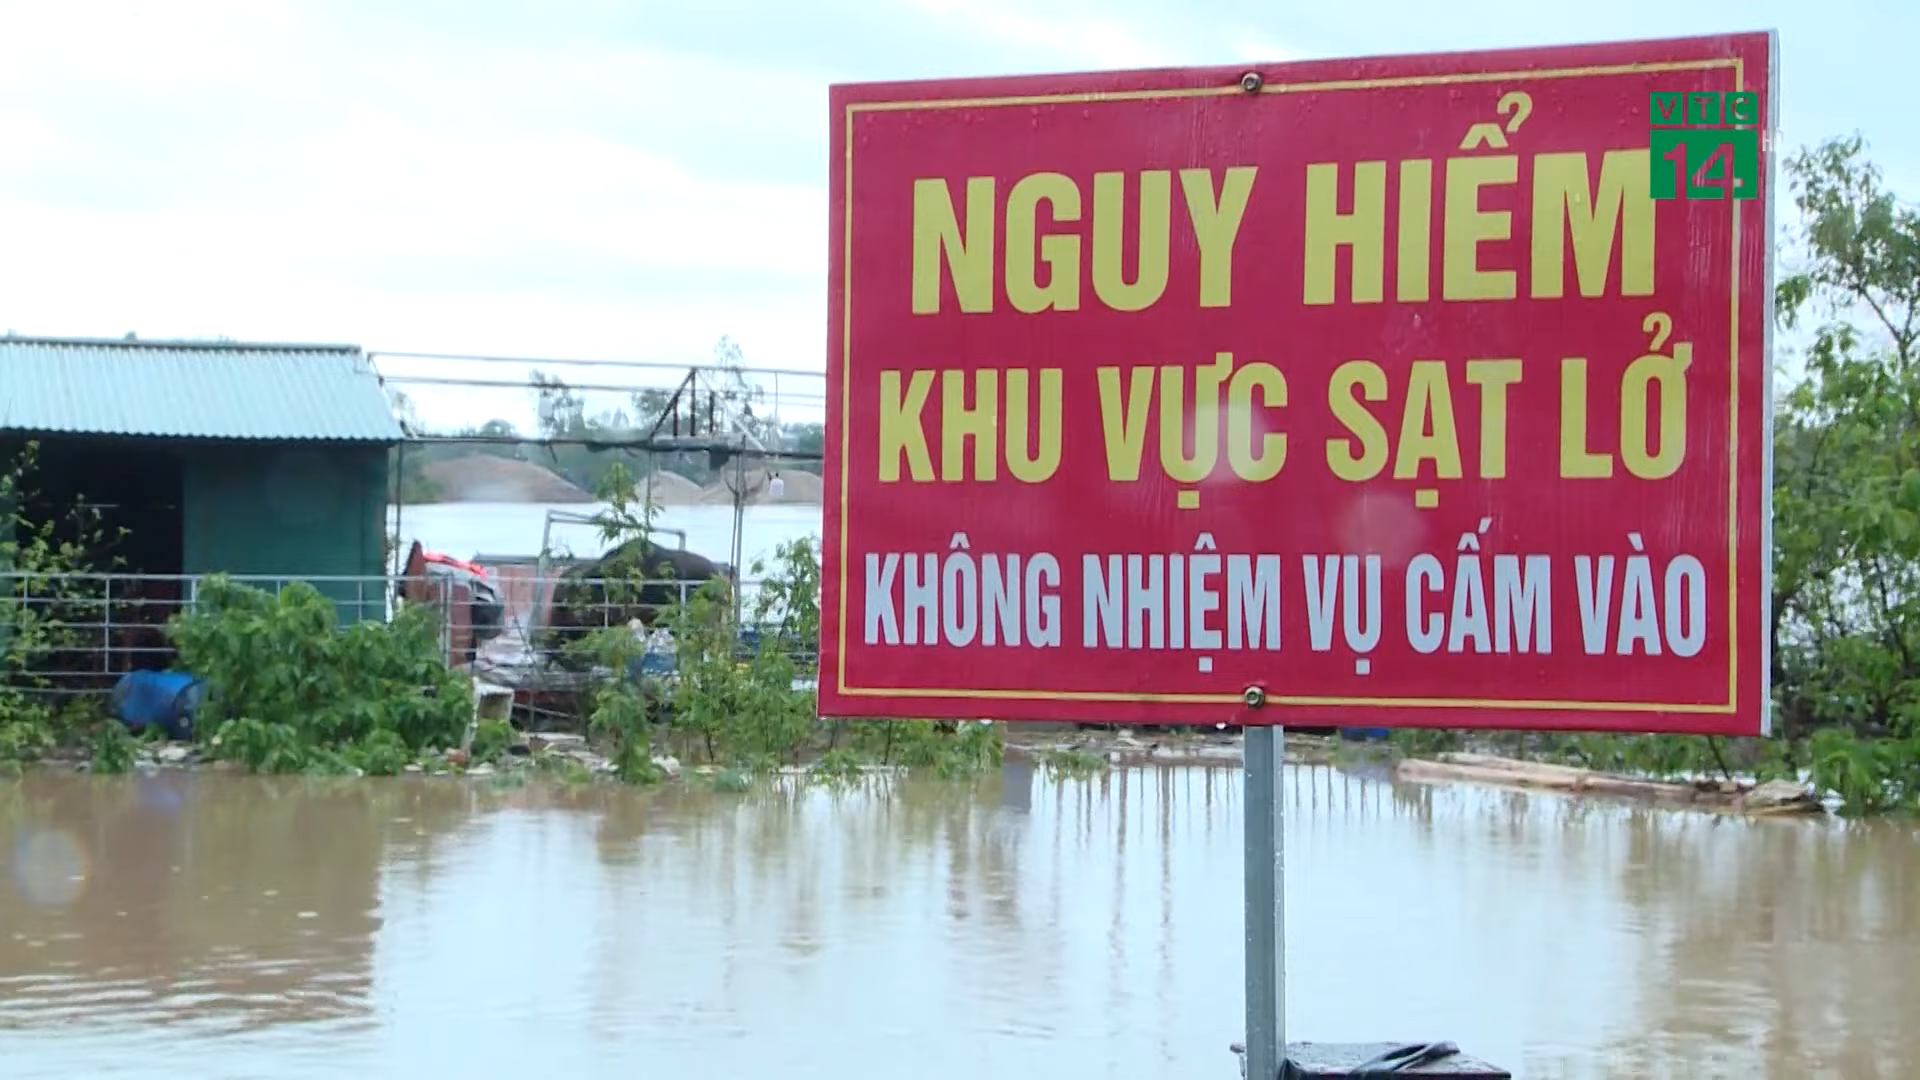 VTC
14
NGUY HIỂM
KHU VỰC SẠT LỞ
KHÔNG NHIỆM VỤ CẤM VÀO